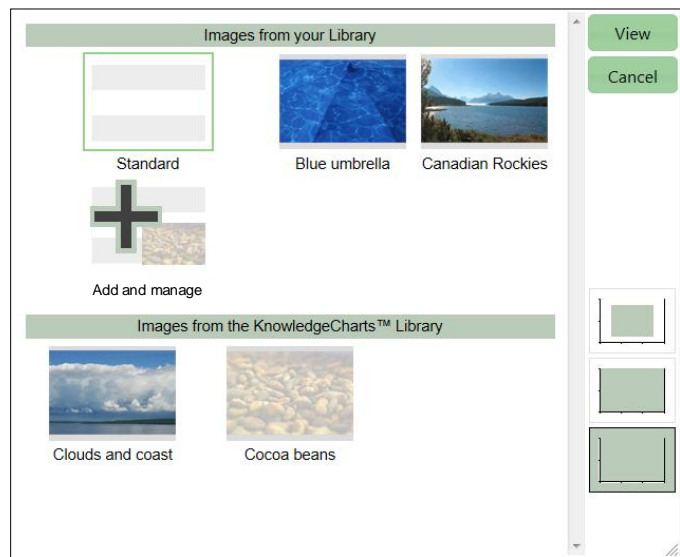 Images from your Library
View
Cancel
Standard
Blue umbrella
Canadian Rockies
Add and manage
Images from the KnowledgeCharts™ Library
Clouds and coast
Cocoa beans